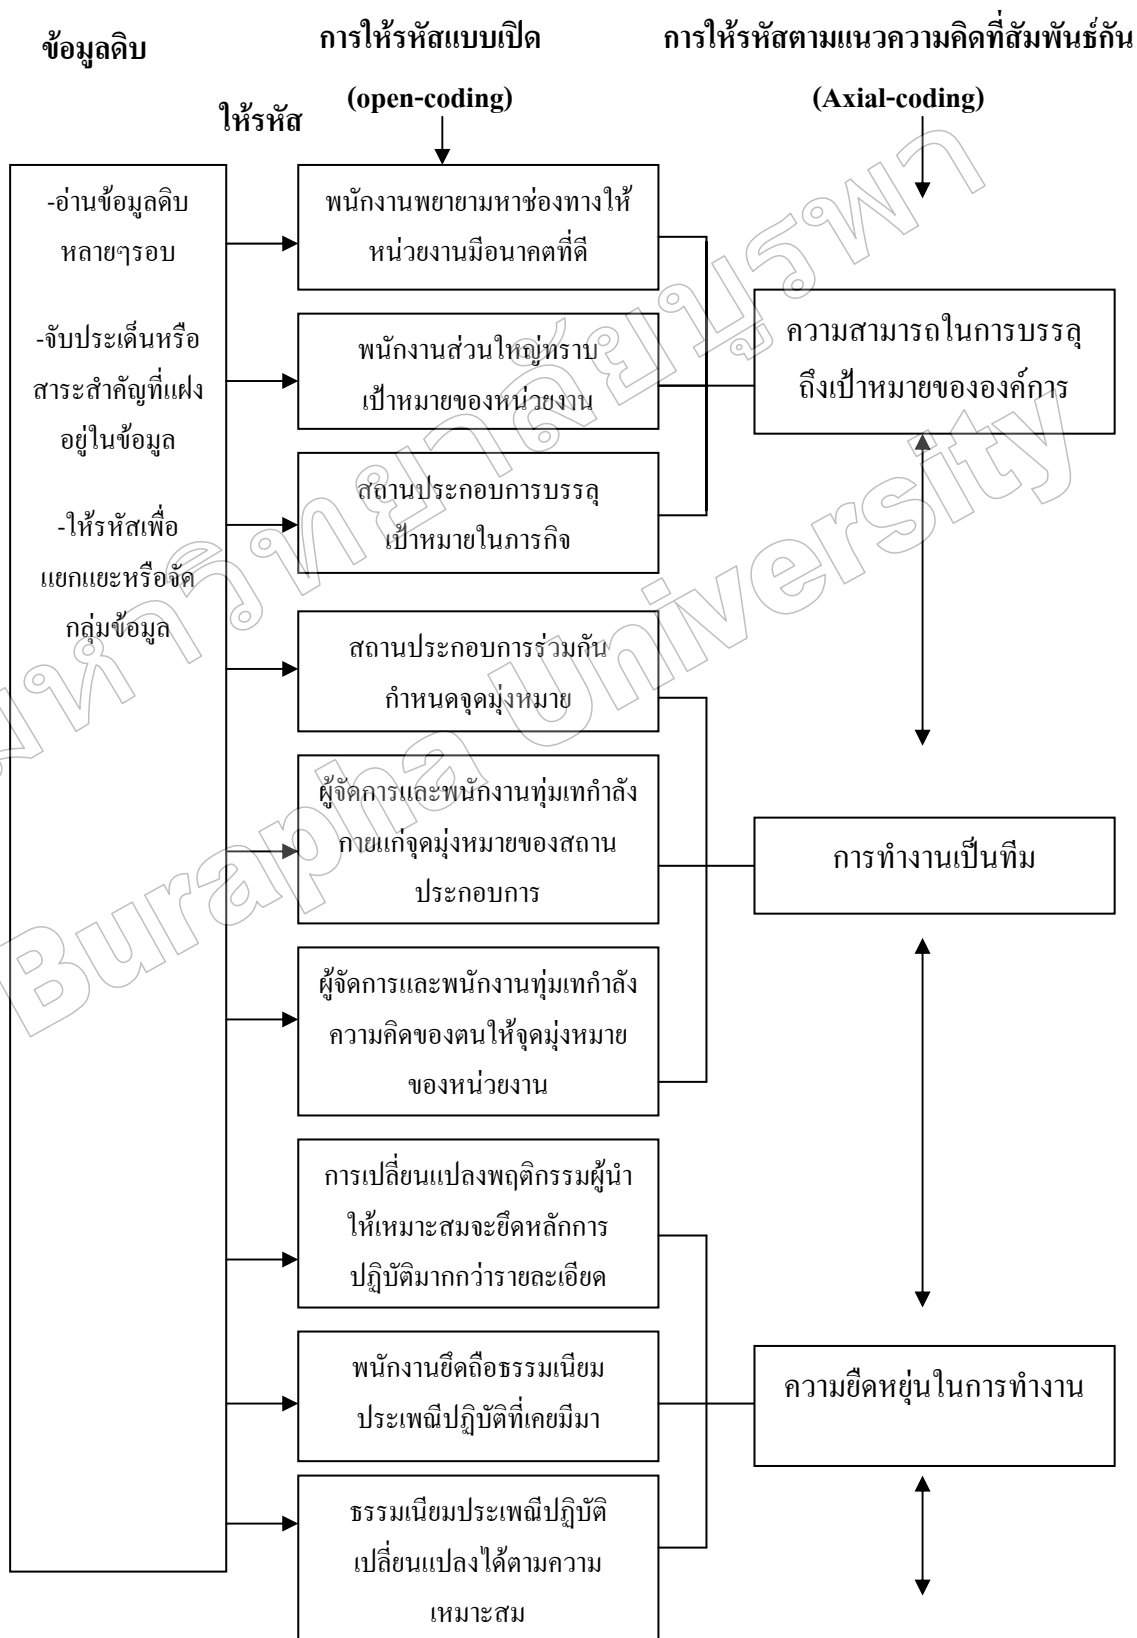 ข้อมูลดิบ
การให้รหัสแบบเปิด
(open-coding)
การให้รหัสตามแนวความคิดที่สัมพันธ์กัน
(Axial-coding)
ให้รหัส
-อ่านข้อมูลดิบ
หลายๆรอบ
-จับประเด็นหรือ
สาระสำคัญที่แฝง
อยู่ในข้อมูล
-ให้รหัสเพื่อ
แยกแยะหรือจัด
กลุ่มข้อมูล
พนักงานพยายามหาช่องทางให้
หน่วยงานมีอนาคตที่ดี
พนักงานส่วนใหญ่ทราบ
เป้าหมายของหน่วยงาน
สถานประกอบการบรรลุ
เป้าหมายในภารกิจ
สถานประกอบการร่วมกัน
กำหนดจุดมุ่งหมาย
ผู้จัดการและพนักงานทุ่มเทกำลัง
กายแก่จุดมุ่งหมายของสถาน
ประกอบการ
ผู้จัดการและพนักงานทุ่มเทกำลัง
ความคิดของตนให้จุดมุ่งหมาย
ของหน่วยงาน
การเปลี่ยนแปลงพฤติกรรมผู้นำ
ให้เหมาะสมจะยึดหลักการ
ปฏิบัติมากกว่ารายละเอียด
พนักงานยึดถือธรรมเนียม
ประเพณีปฏิบัติที่เคยมีมา
ธรรมเนียมประเพณีปฏิบัติ
เปลี่ยนแปลงได้ตามความ
เหมาะสม
ความสามารถในการบรรลุ
ถึงเป้าหมายขององค์การ
การทำงานเป็นทีม
ความยืดหยุ่นในการทำงาน
มหาวิทยาลัยบูรพา
Burapha University